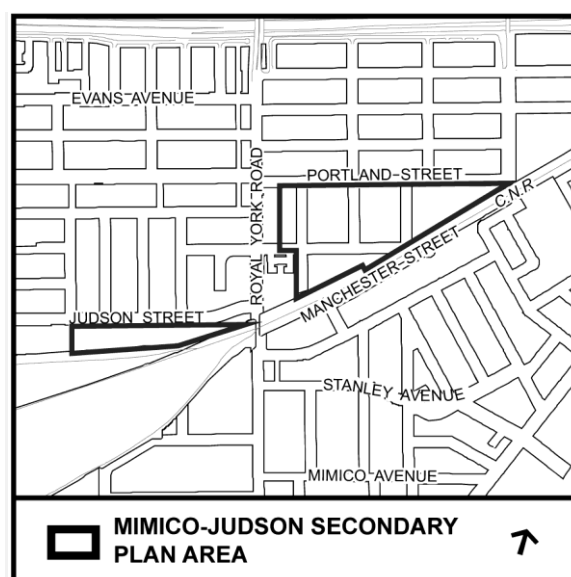 EVANS AVENUE
ROYAL YORK ROAD
PORTLAND STREET
C.N.R
MANCHESTER STREET
JUDSON STREET
STANLEY AVENUE
MIMICO AVENUE
MIMICO-JUDSON SECONDARY
PLAN AREA